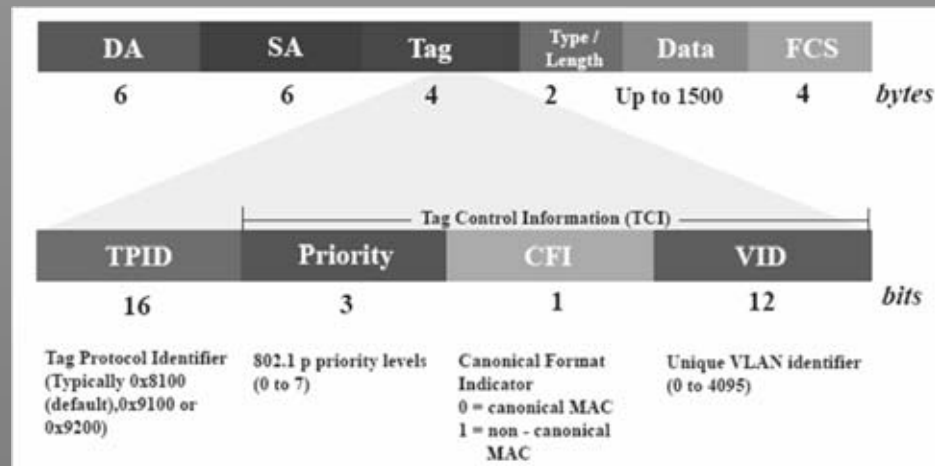 DA SA Tag Type / Length Data FCS
6 6 4 2 Up to 1500 4 bytes
Tag Control Information (TCI)
TPID Priority CFI VID
16 3 1 12 bits
Tag Protocol Identifier
(Typically 0x8100
(default),0x9100 or
0x9200)
802.1 p priority levels
(0 to 7)
Canonical Format
Indicator
0 = canonical MAC
1 = non - canonical
MAC
Unique VLAN identifier
(0 to 4095)